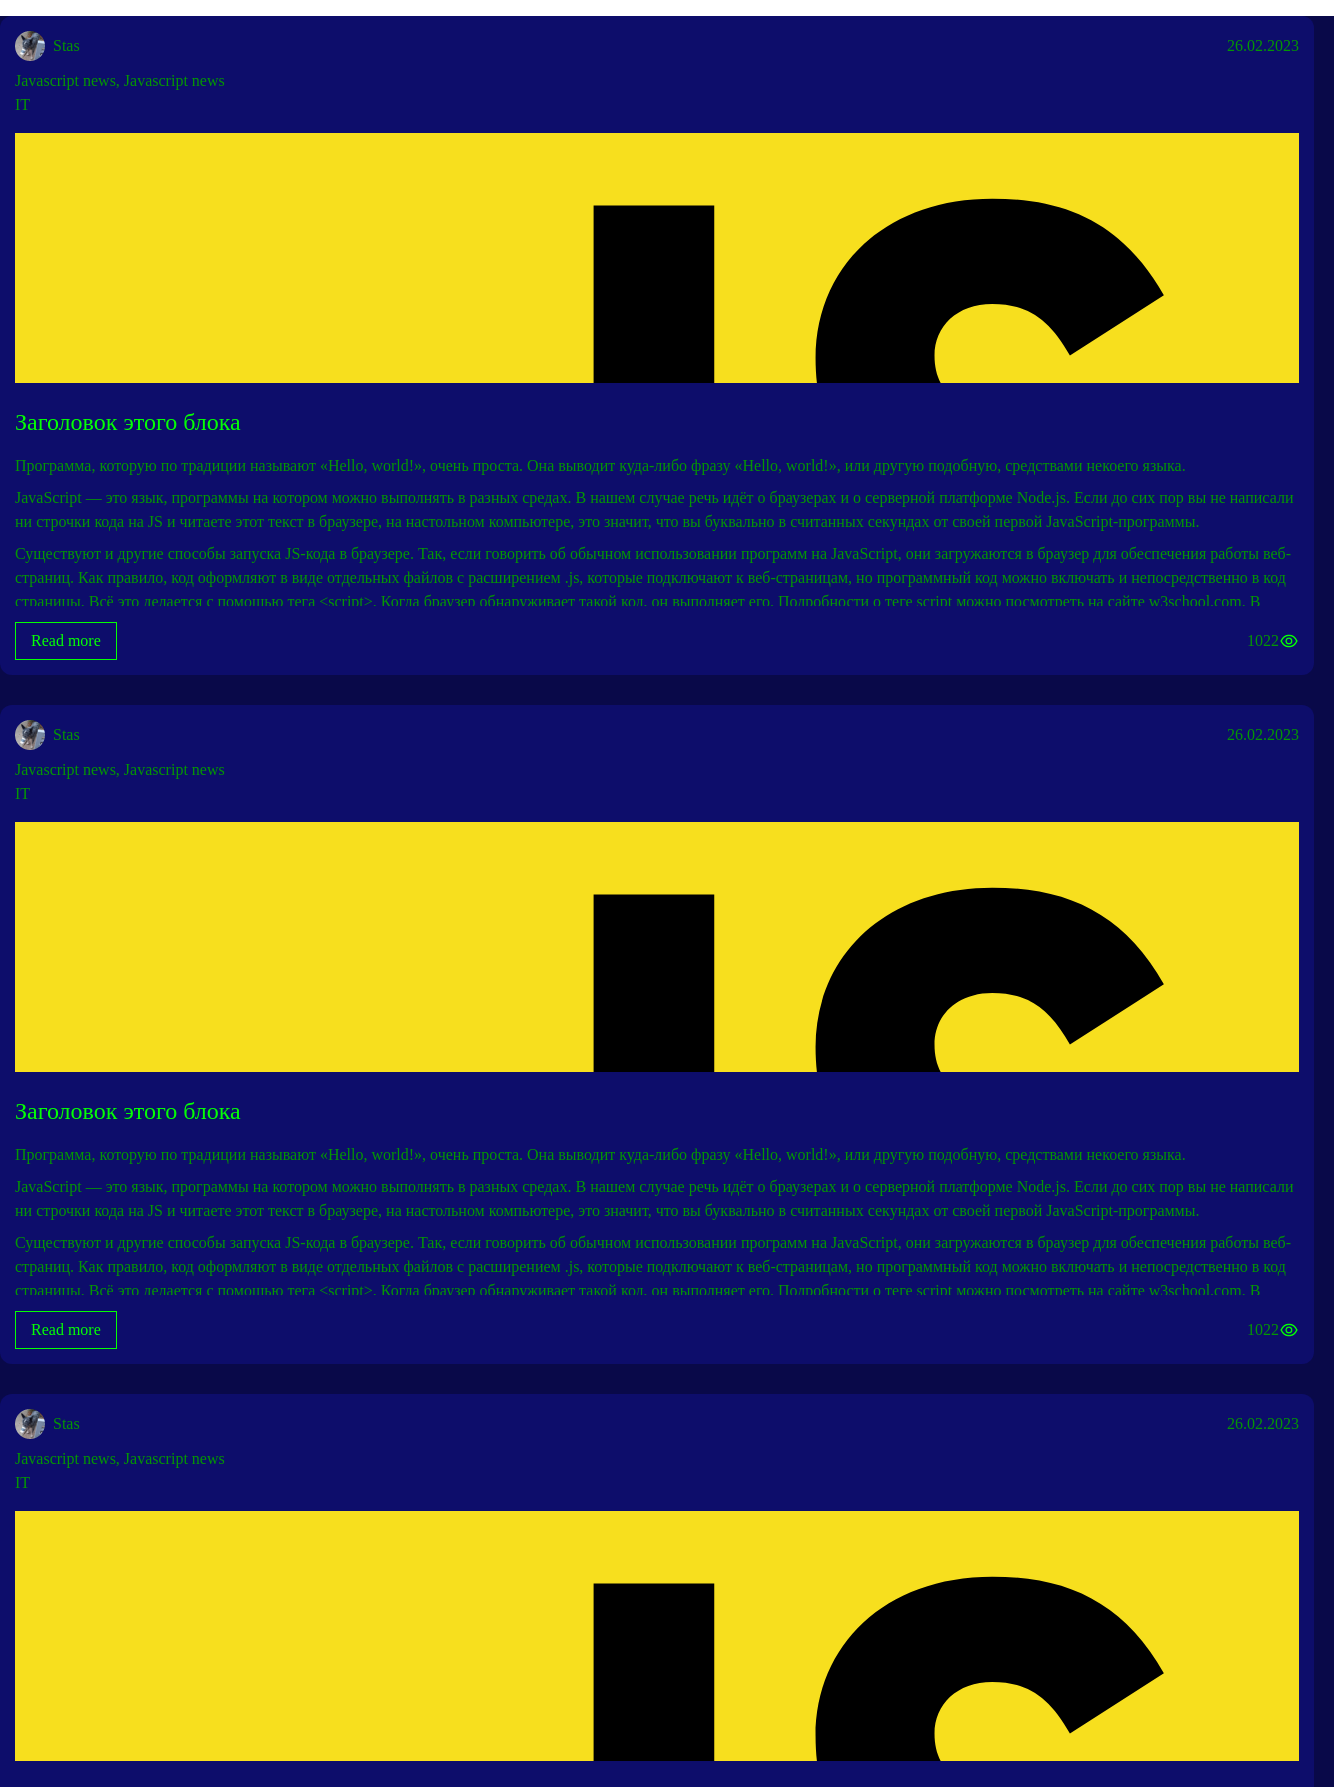 Stas
26.02.2023
Javascript news, Javascript news
IT
JS
Заголовок этого блока
Программа, которую по традиции называют «Hello, world!», очень проста. Она выводит куда-либо фразу «Hello, world!», или другую подобную, средствами некоего языка.
JavaScript — это язык, программы на котором можно выполнять в разных средах. В нашем случае речь идёт о браузерах и о серверной платформе Node.js. Если до сих пор вы не написали
ни строчки кода на JS и читаете этот текст в браузере, на настольном компьютере, это значит, что вы буквально в считанных секундах от своей первой JavaScript-программы.
Существуют и другие способы запуска JS-кода в браузере. Так, если говорить об обычном использовании программ на JavaScript, они загружаются в браузер для обеспечения работы веб-
страниц. Как правило, код оформляют в виде отдельных файлов с расширением .js, которые подключают к веб-страницам, но программный код можно включать и непосредственно в код
страницы. Всё это делается с помощью тега <script>. Когда браузер обнаруживает такой код, он выполняет его. Подробности о теге script можно посмотреть на сайте w3school.com. В
Read more
1022
Stas
26.02.2023
Javascript news, Javascript news
IT
JS
Заголовок этого блока
Программа, которую по традиции называют «Hello, world!», очень проста. Она выводит куда-либо фразу «Hello, world!», или другую подобную, средствами некоего языка.
JavaScript — это язык, программы на котором можно выполнять в разных средах. В нашем случае речь идёт о браузерах и о серверной платформе Node.js. Если до сих пор вы не написали
ни строчки кода на JS и читаете этот текст в браузере, на настольном компьютере, это значит, что вы буквально в считанных секундах от своей первой JavaScript-программы.
Существуют и другие способы запуска JS-кода в браузере. Так, если говорить об обычном использовании программ на JavaScript, они загружаются в браузер для обеспечения работы веб-
страниц. Как правило, код оформляют в виде отдельных файлов с расширением .js, которые подключают к веб-страницам, но программный код можно включать и непосредственно в код
страницы. Всё это делается с помощью тега <script>. Когда браузер обнаруживает такой код, он выполняет его. Подробности о теге script можно посмотреть на сайте w3school.com. В
Read more
1022
Stas
26.02.2023
Javascript news, Javascript news
IT
JS